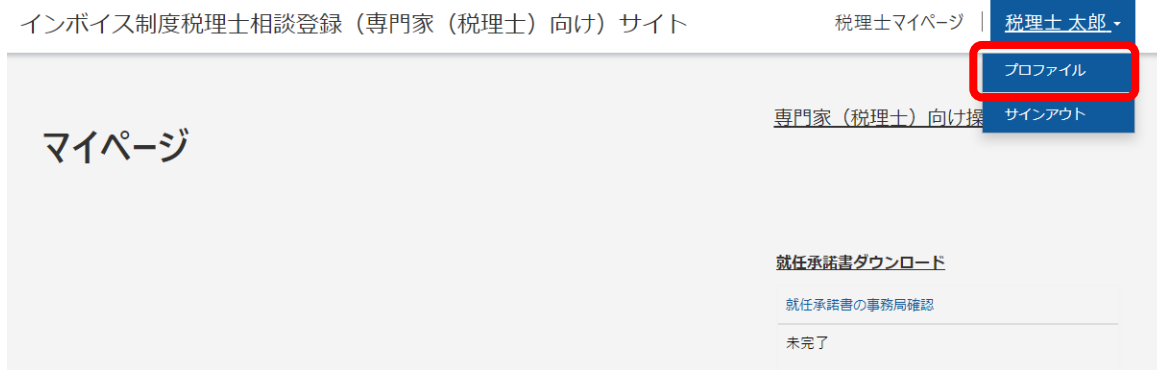 インボイス制度税理士相談登録（専門家（税理士）向け）サイト
税理士マイページ
税理士 太郎
プロファイル
サインアウト
専門家（税理士）向け操
マイページ
就任承諾書ダウンロード
就任承諾書の事務局確認
未完了